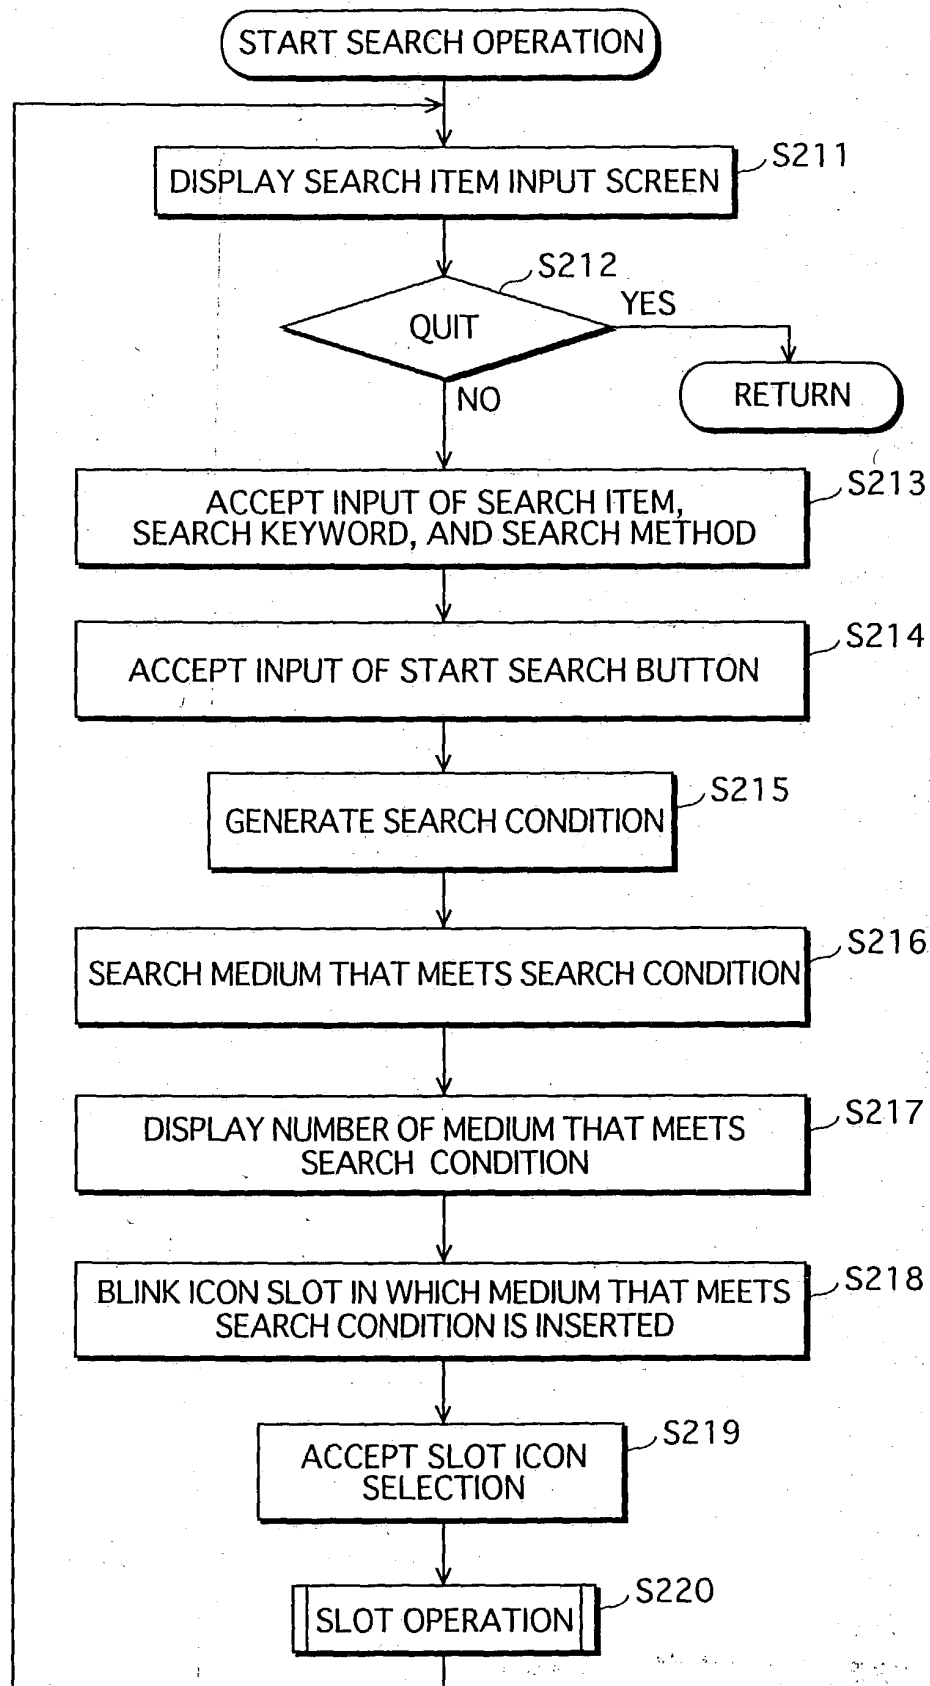 START SEARCH OPERATION
S211
DISPLAY SEARCH ITEM INPUT SCREEN
S212
QUIT
YES
RETURN
NO
S213
ACCEPT INPUT OF SEARCH ITEM,
SEARCH KEYWORD, AND SEARCH METHOD
S214
ACCEPT INPUT OF START SEARCH BUTTON
S215
GENERATE SEARCH CONDITION
S216
SEARCH MEDIUM THAT MEETS SEARCH CONDITION
S217
DISPLAY NUMBER OF MEDIUM THAT MEETS
SEARCH CONDITION
S218
BLINK ICON SLOT IN WHICH MEDIUM THAT MEETS
SEARCH CONDITION IS INSERTED
S219
ACCEPT SLOT ICON
SELECTION
S220
SLOT OPERATION